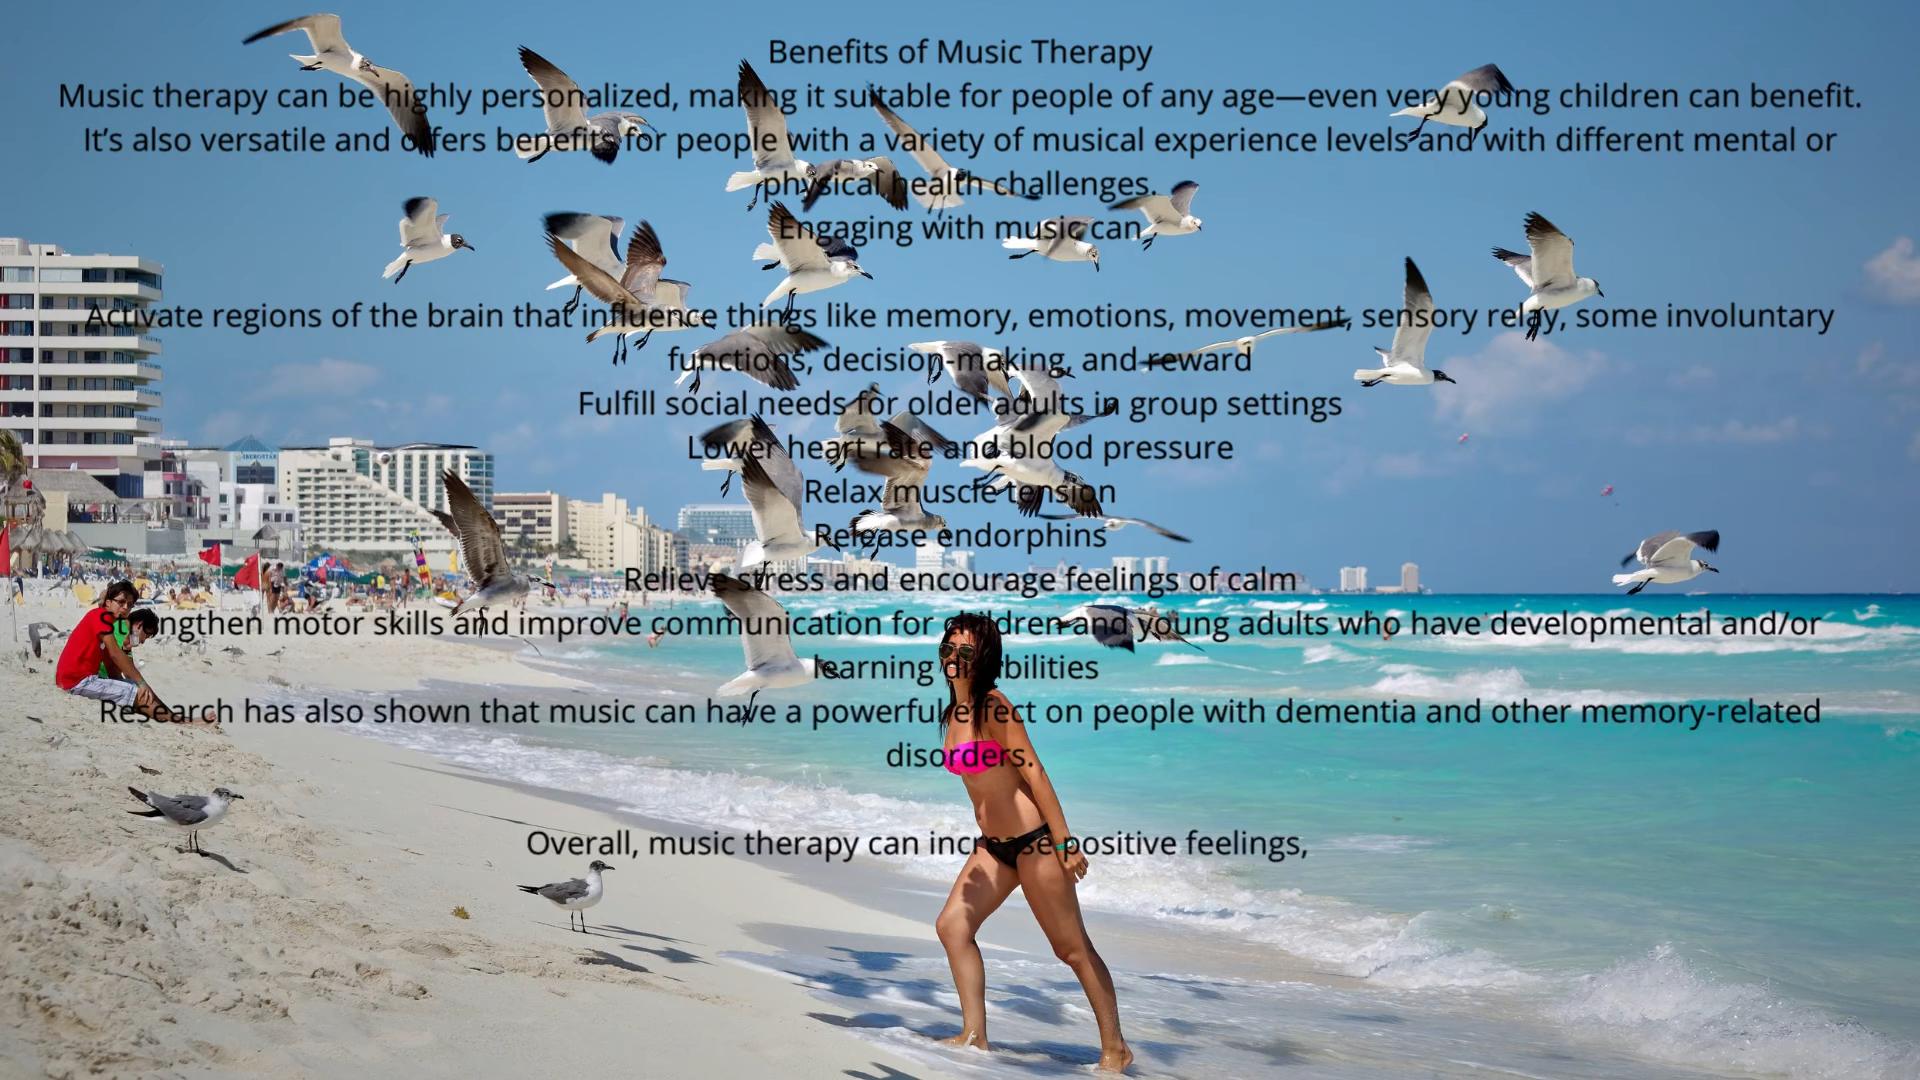 Benefits of Music Therapy
Music therapy can be highly personalized, making it suitable for people of any age—even very young children can benefit.
It’s also versatile and offers benefits for people with a variety of musical experience levels and with different mental or
physical health challenges.
Engaging with music can
Activate regions of the brain that influence things like memory, emotions, movement, sensory relay, some involuntary
functions, decision-making, and reward
Fulfill social needs for older adults in group settings
Lower heart rate and blood pressure
Relax muscle tension
Release endorphins
Relieve stress and encourage feelings of calm
Strengthen motor skills and improve communication for children and young adults who have developmental and/or
learning disabilities
Research has also shown that music can have a powerful effect on people with dementia and other memory-related
disorders.
Overall, music therapy can increase positive feelings,
IBEROSTAR